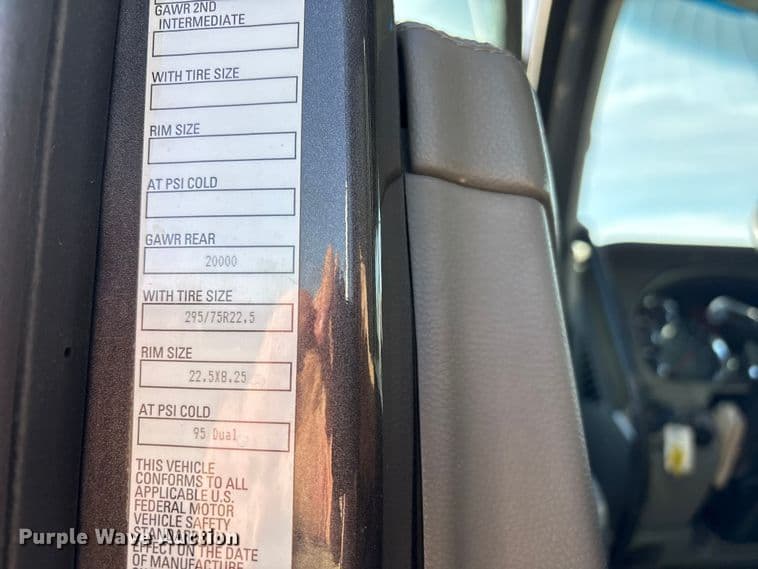 GAWR 2ND
INTERMEDIATE
WITH TIRE SIZE
RIM SIZE
AT PSI COLD
GAWR REAR
20000
WITH TIRE SIZE
295/75R22.5
RIM SIZE
22.5X8.25
AT PSI COLD
95 Dual
THIS VEHICLE
CONFORMS TO ALL
APPLICABLE U.S.
FEDERAL MOTOR
VEHICLE SAFETY
Purple Wave Auction
EFFECT ON THE DATE
OF MANUFACTURE